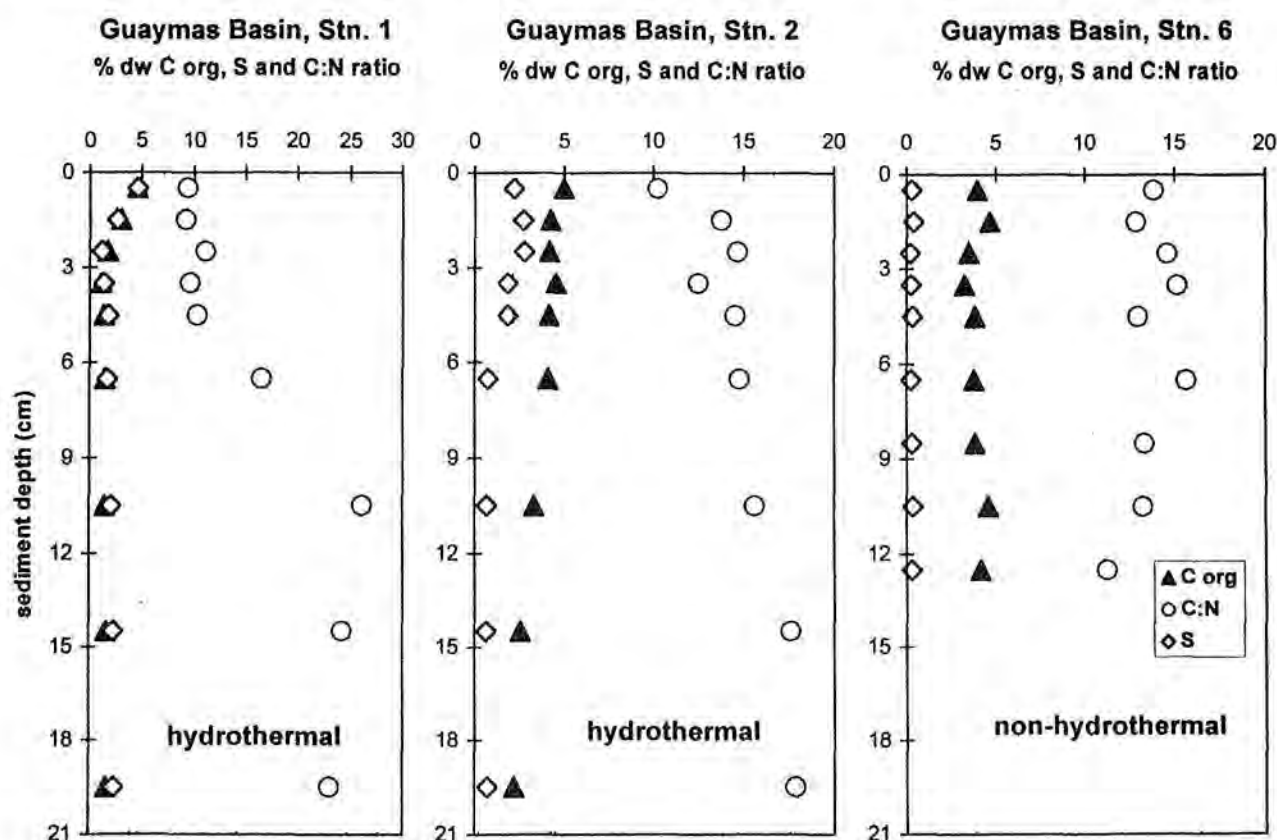 Guaymas Basin, Stn. 1
% dw C org, S and C:N ratio
0 5 10 15 20 25 30
0
3
6
9
12
15
18
21
sediment depth (cm)
hydrothermal
Guaymas Basin, Stn. 2
% dw C org, S and C:N ratio
0 5 10 15 20
0
3
6
9
12
15
18
21
hydrothermal
Guaymas Basin, Stn. 6
% dw C org, S and C:N ratio
0 5 10 15 20
0
3
6
9
12
15
18
21
C org
C:N
S
non-hydrothermal